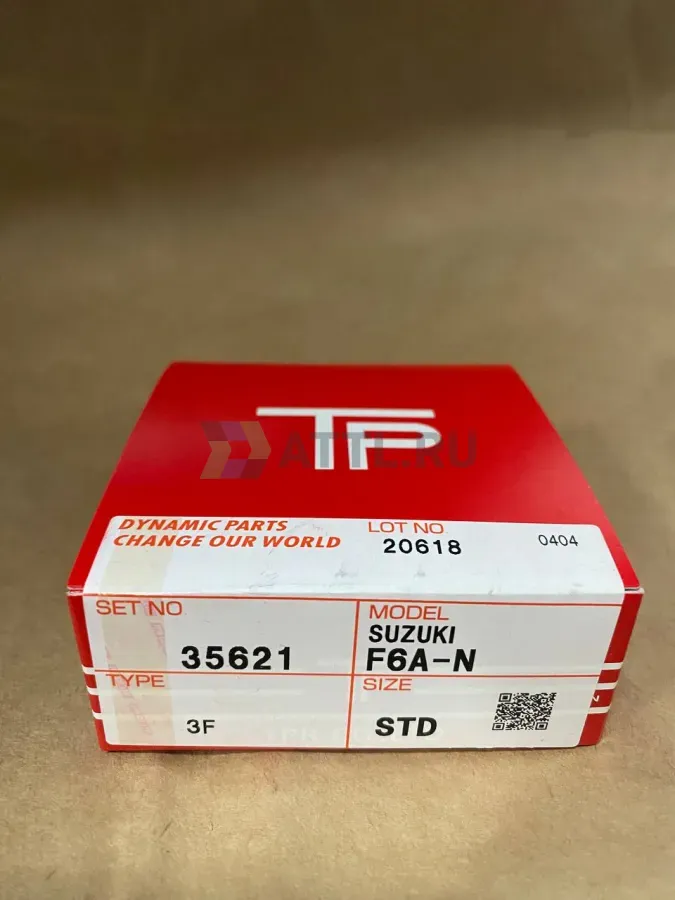 TP
ATTL.RU
DYNAMIC PARTS
CHANGE OUR WORLD
LOT NO
20618
0404
SET NO
35621
MODEL
SUZUKI
F6A-N
TYPE
3F
SIZE
STD